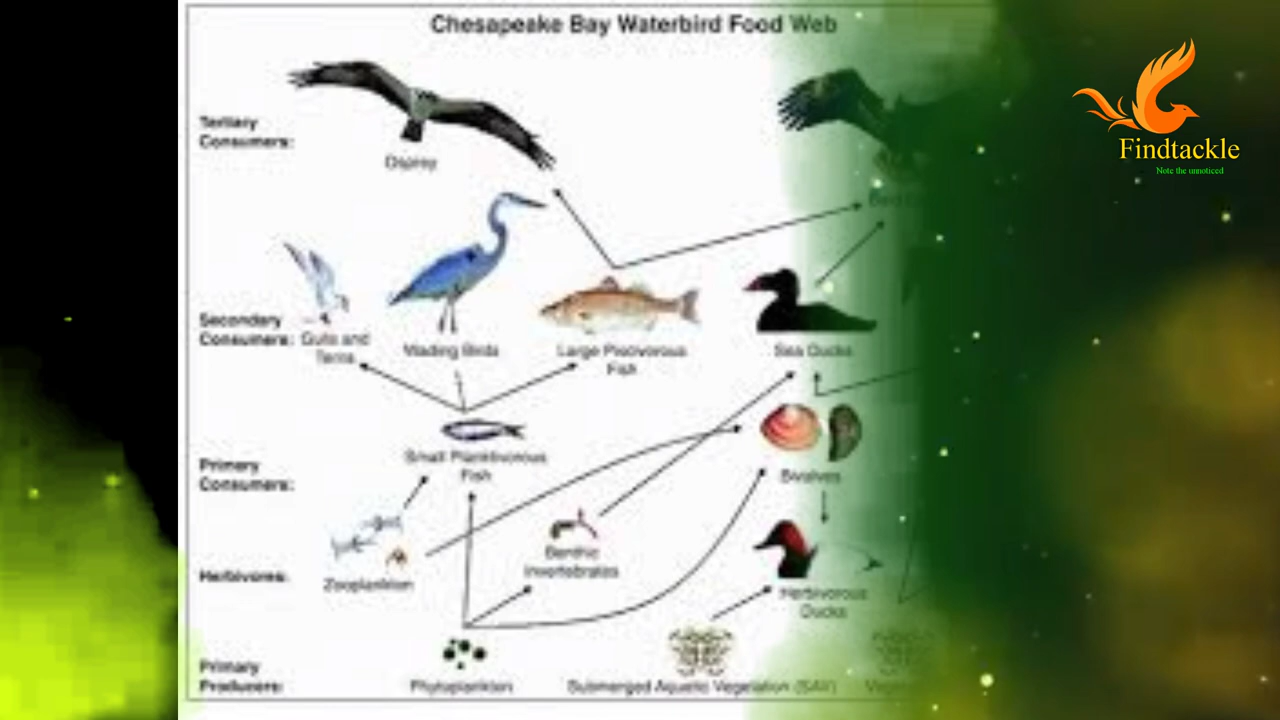 Chesapeake Bay Waterbird Food Web
Findtackle
Note the unnoticed
Tertiary
Consumers:
Osprey
Secondary
Consumers:
Gulls and
Terns
Wading Birds
Large Piscivorous
Fish
Sea Ducks
Primary
Consumers:
Small Planktivorous
Fish
Bivalves
Herbivores:
Zooplankton
Benthic
Invertebrates
Herbivorous
Ducks
Primary
Producers:
Phytoplankton
Submerged Aquatic Vegetation (SAV)